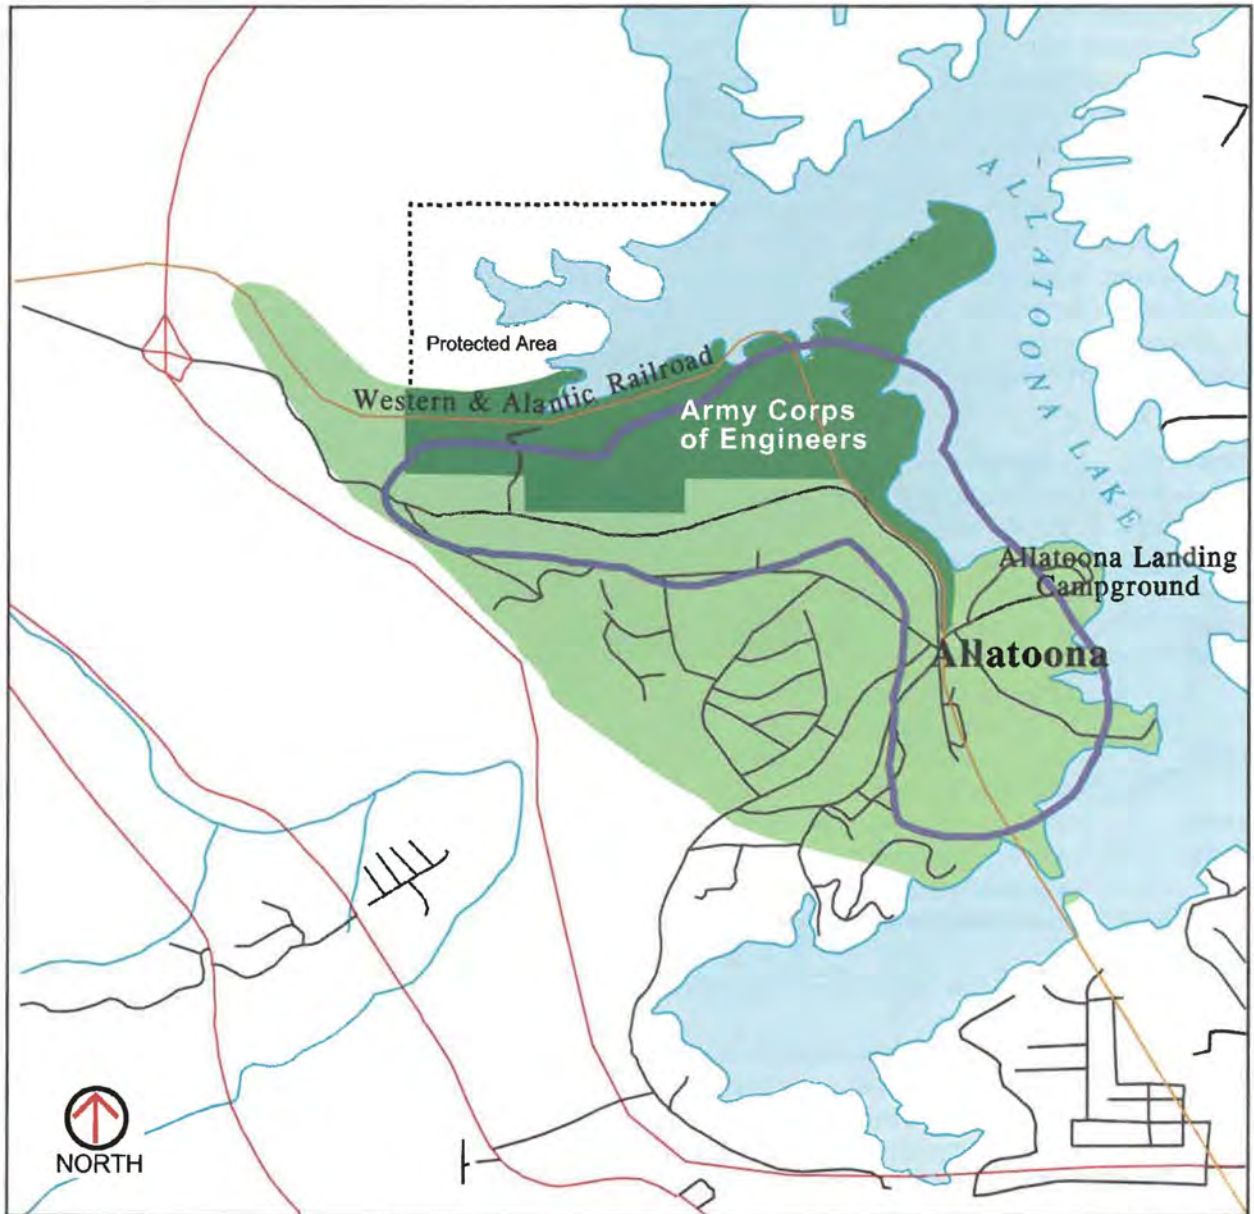 ALLATOONA LAKE
Protected Area
Western & Alantic Railroad
Army Corps
of Engineers
Allatoona Landing
Campground
Allatoona
NORTH